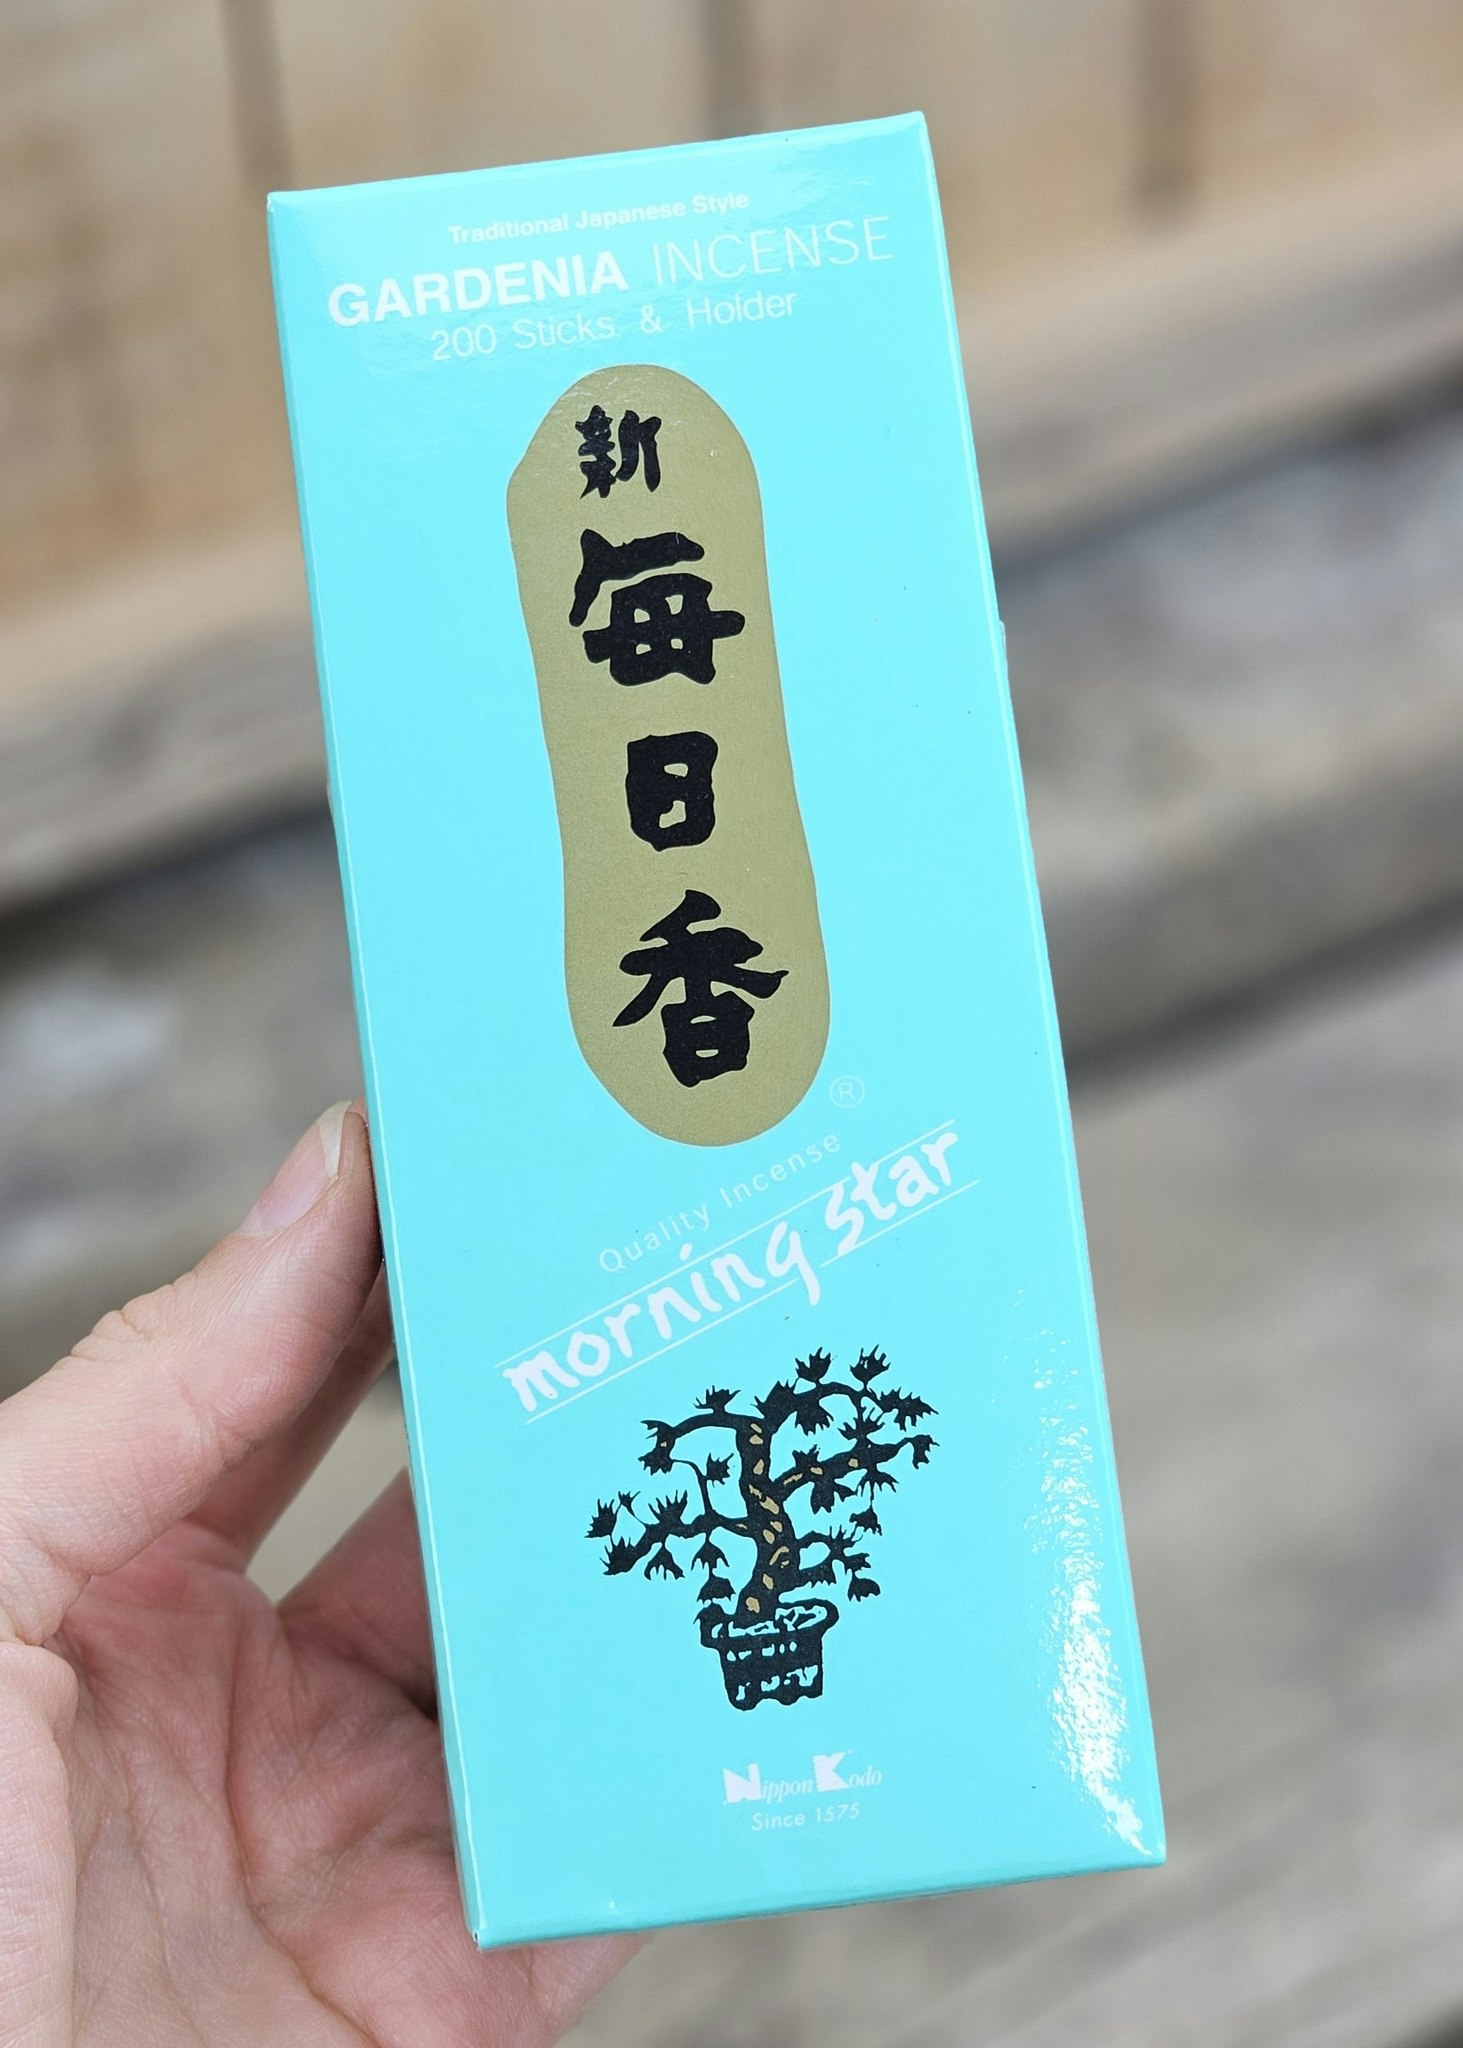 Traditional Japanese Style
GARDENIA INCENSE
200 Sticks & Holder
新
毎
日
香
®
Quality Incense
morning star
Nippon Kodo
Since 1575